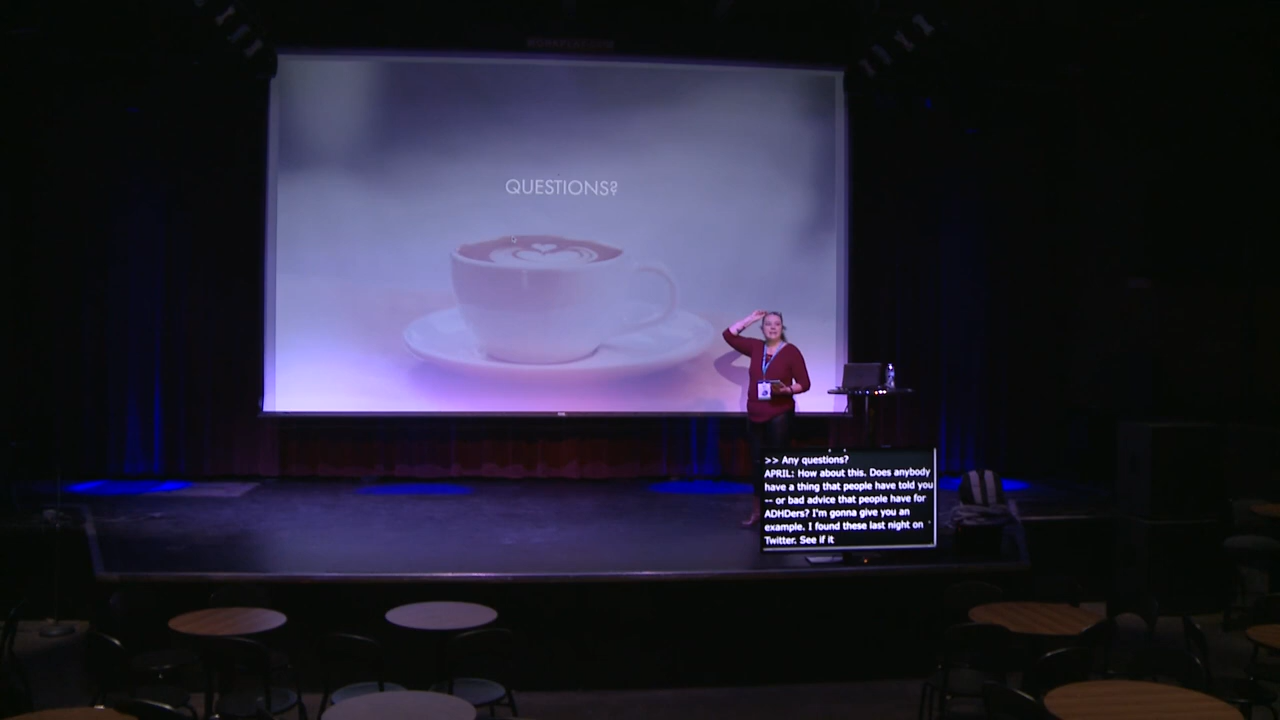 QUESTIONS?
>> Any questions?
APRIL: How about this. Does anybody
have a thing that people have told you
-- or bad advice that people have for
ADHDers? I'm gonna give you an
example. I found these last night on
Twitter. See if it